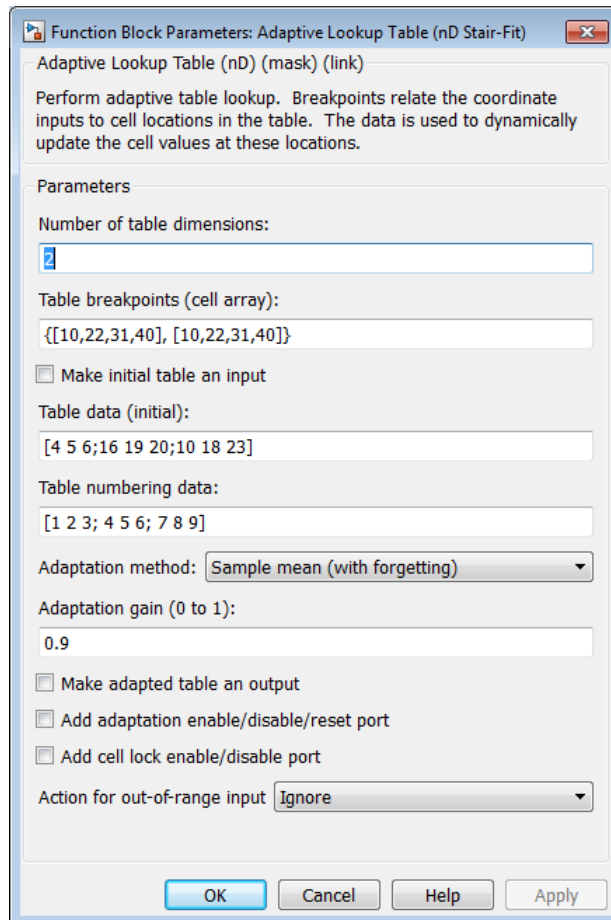 Function Block Parameters: Adaptive Lookup Table (nD Stair-Fit)
Adaptive Lookup Table (nD) (mask) (link)
Perform adaptive table lookup.  Breakpoints relate the coordinate
inputs to cell locations in the table.  The data is used to dynamically
update the cell values at these locations.
Parameters
Number of table dimensions:
2
Table breakpoints (cell array):
{[10,22,31,40], [10,22,31,40]}
Make initial table an input
Table data (initial):
[4 5 6;16 19 20;10 18 23]
Table numbering data:
[1 2 3; 4 5 6; 7 8 9]
Adaptation method: Sample mean (with forgetting)
Adaptation gain (0 to 1):
0.9
Make adapted table an output
Add adaptation enable/disable/reset port
Add cell lock enable/disable port
Action for out-of-range input Ignore
OK Cancel Help Apply